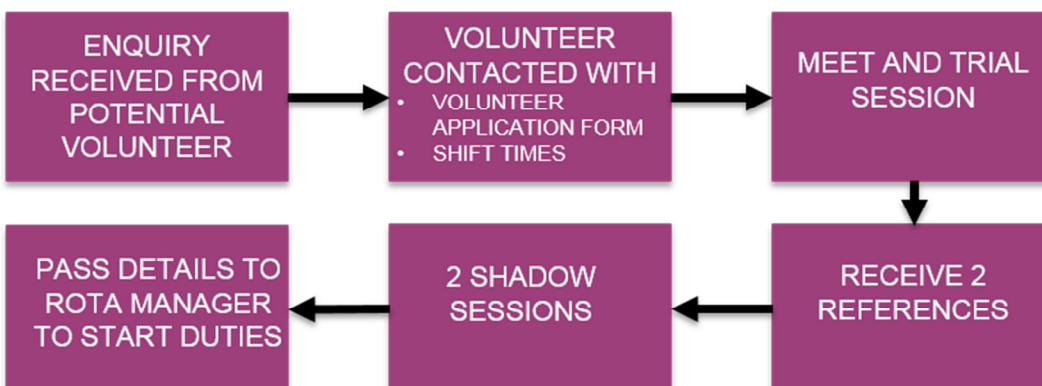 ENQUIRY
RECEIVED FROM
POTENTIAL
VOLUNTEER
VOLUNTEER
CONTACTED WITH
• VOLUNTEER
APPLICATION FORM
• SHIFT TIMES
MEET AND TRIAL
SESSION
RECEIVE 2
REFERENCES
2 SHADOW
SESSIONS
PASS DETAILS TO
ROTA MANAGER
TO START DUTIES